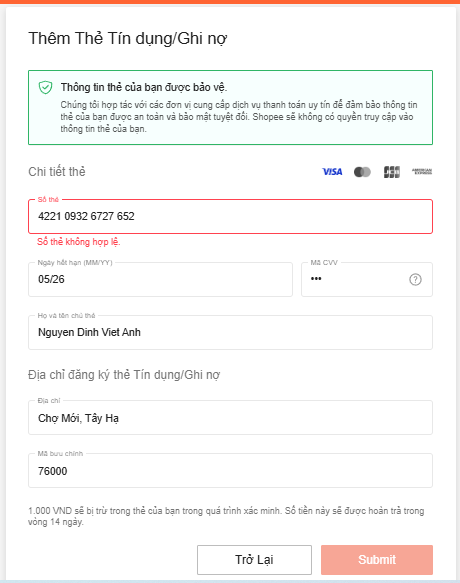 Thêm Thẻ Tín dụng/Ghi nợ
Thông tin thẻ của bạn được bảo vệ.
Chúng tôi hợp tác với các đơn vị cung cấp dịch vụ thanh toán uy tín để đảm bảo thông tin
thẻ của bạn được an toàn và bảo mật tuyệt đối. Shopee sẽ không có quyền truy cập vào
thông tin thẻ của bạn.
Chi tiết thẻ
VISA JCB AMERICAN EXPRESS
Số thẻ
4221 0932 6727 652
Số thẻ không hợp lệ.
Ngày hết hạn (MM/YY)
05/26
Mã CVV
•••
?
Họ và tên chủ thẻ
Nguyen Dinh Viet Anh
Địa chỉ đăng ký thẻ Tín dụng/Ghi nợ
Địa chỉ
Chợ Mới, Tây Hạ
Mã bưu chính
76000
1.000 VND sẽ bị trừ trong thẻ của bạn trong quá trình xác minh. Số tiền này sẽ được hoàn trả trong
vòng 14 ngày.
Trở Lại
Submit